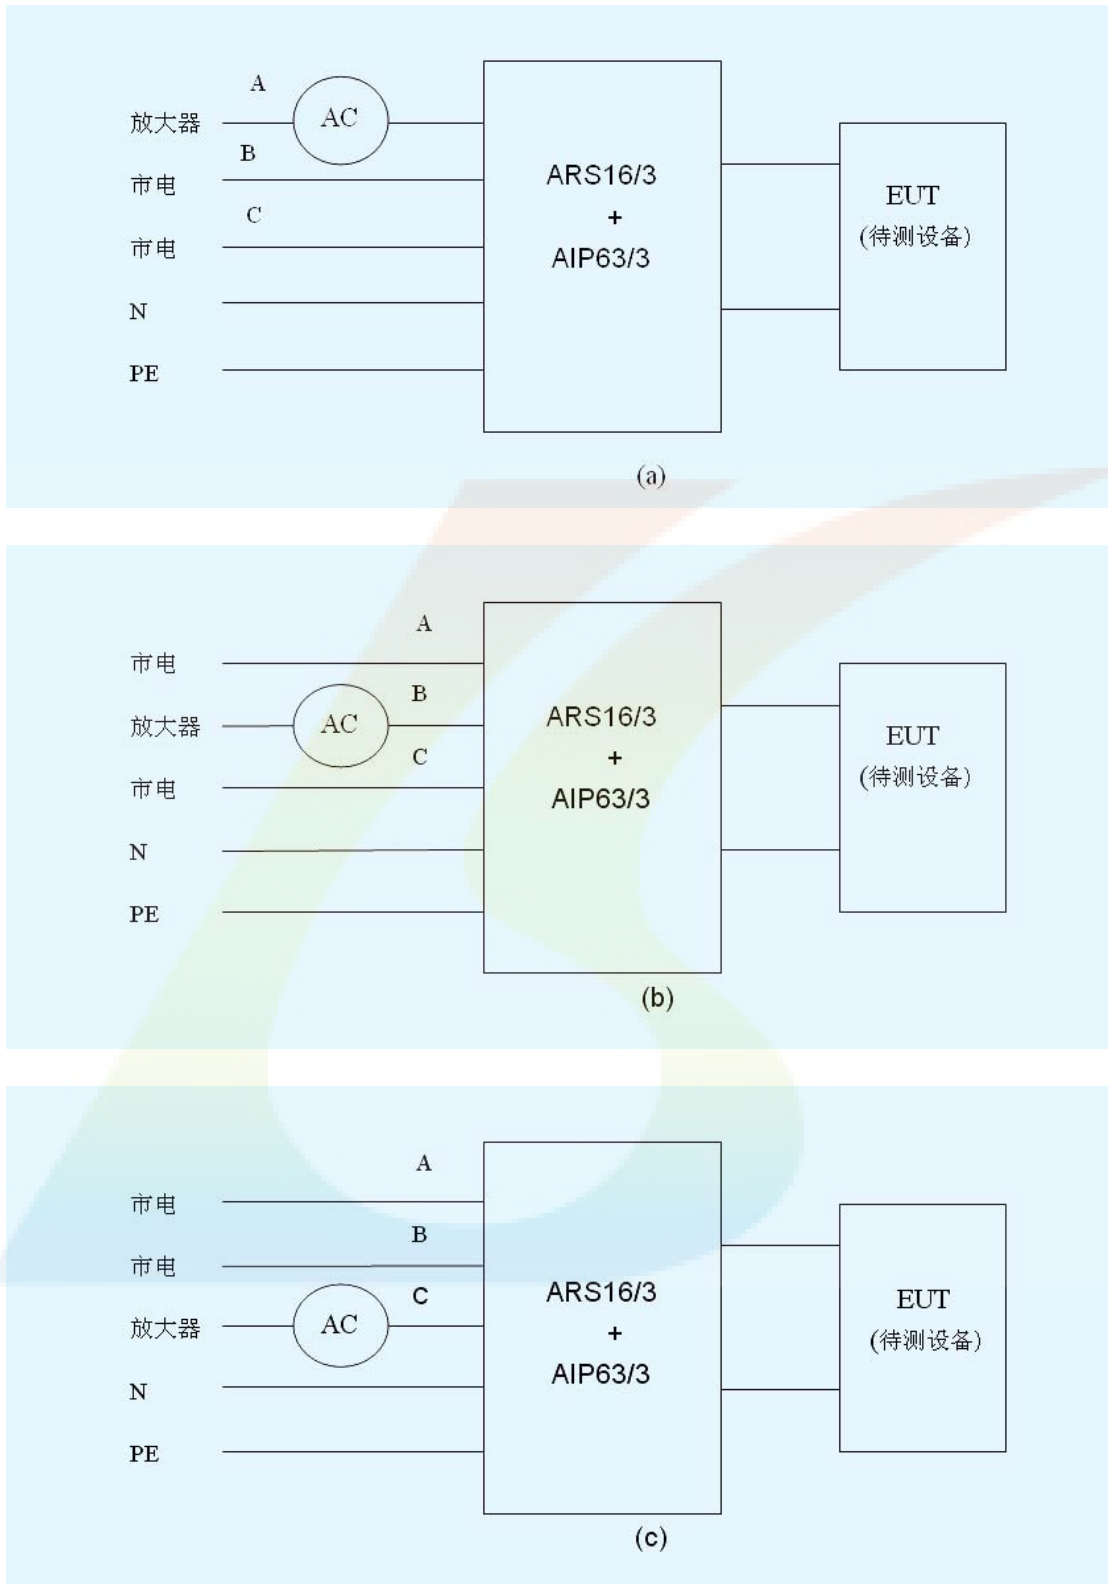 A
放大器
AC
B
市电
C
市电
N
PE
ARS16/3
+
AIP63/3
EUT
(待测设备)
(a)
A
市电
B
放大器
AC
C
市电
N
PE
ARS16/3
+
AIP63/3
EUT
(待测设备)
(b)
A
市电
B
市电
C
放大器
AC
N
PE
ARS16/3
+
AIP63/3
EUT
(待测设备)
(c)